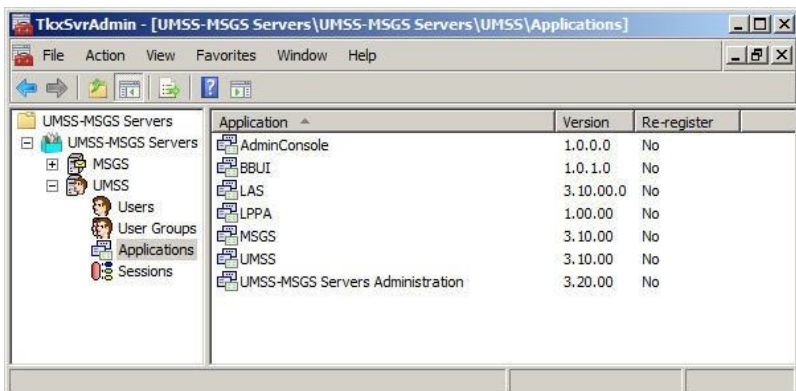 TkxSvrAdmin - [UMSS-MSGS Servers\UMSS-MSGS Servers\UMSS\Applications]
File Action View Favorites Window Help
UMSS-MSGS Servers
UMSS-MSGS Servers
MSGS
UMSS
Users
User Groups
Applications
Sessions
Application Version Re-register
AdminConsole 1.0.0.0 No
BBUI 1.0.1.0 No
LAS 3.10.00.0 No
LPPA 1.00.00 No
MSGS 3.10.00 No
UMSS 3.10.00 No
UMSS-MSGS Servers Administration 3.20.00 No